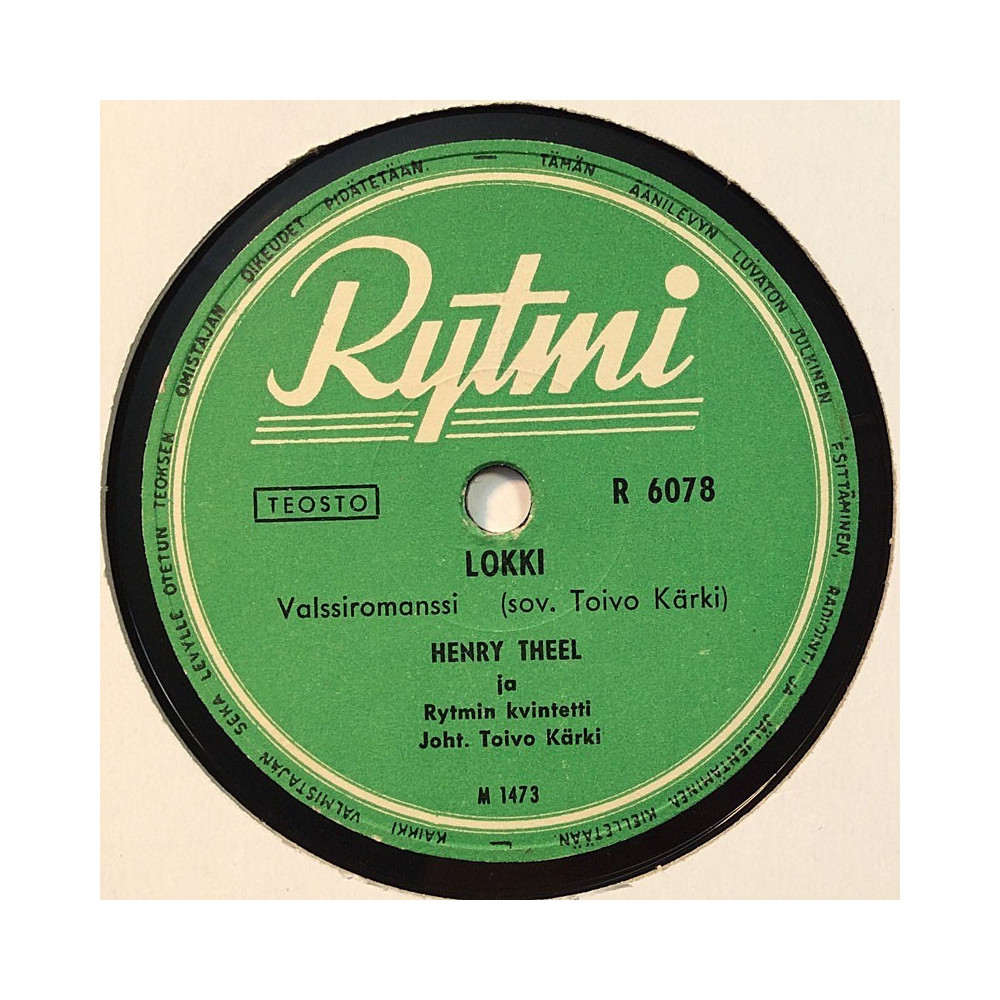 Rytmi
TEOSTO
R 6078
LOKKI
Valssiromanssi (sov. Toivo Kärki)
HENRY THEEL
ja
Rytmin kvintetti
Joht. Toivo Kärki
M 1473
KAIKKI VALMISTAJAN SEKA LEVYLLE OTETUN TEOKSEN OMISTAJAN OIKEUDET PIDÄTETÄÄN. — TÄMÄN ÄÄNILEVYN LUVATON JULKINEN ESITTÄMINEN, RADIOINTI JA JÄLJENTÄMINEN KIELLETÄÄN. —